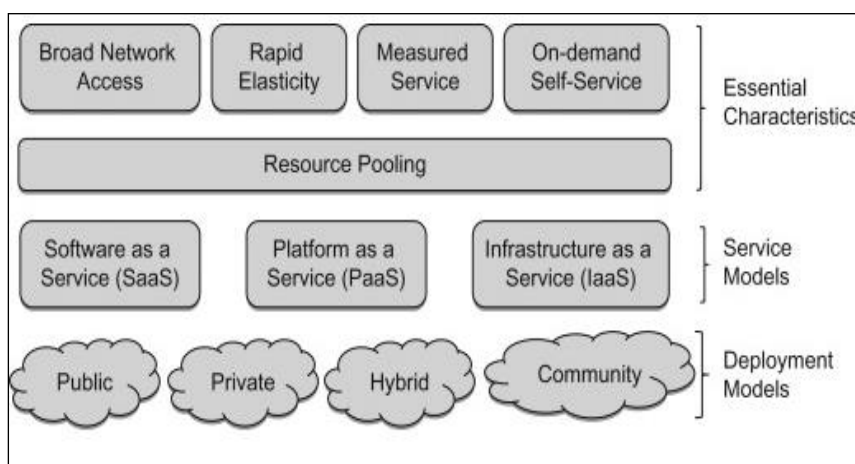 Broad Network
Access
Rapid
Elasticity
Measured
Service
On-demand
Self-Service
Essential
Characteristics
Resource Pooling
Software as a
Service (SaaS)
Platform as a
Service (PaaS)
Infrastructure as a
Service (IaaS)
Service
Models
Public
Private
Hybrid
Community
Deployment
Models